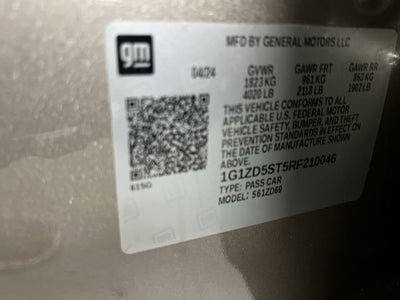 gm
MFD BY GENERAL MOTORS LLC
04/24 GVWR GAWR FRT GAWR RR
1823 KG 961 KG 863 KG
4020 LB 2118 LB 1902 LB
THIS VEHICLE CONFORMS TO ALL
APPLICABLE U.S. FEDERAL MOTOR
VEHICLE SAFETY, BUMPER, AND THEFT
PREVENTION STANDARDS IN EFFECT ON
THE DATE OF MANUFACTURE SHOWN
ABOVE.
1G1ZD5ST5RF210046
TYPE: PASS CAR
MODEL: 561ZD69